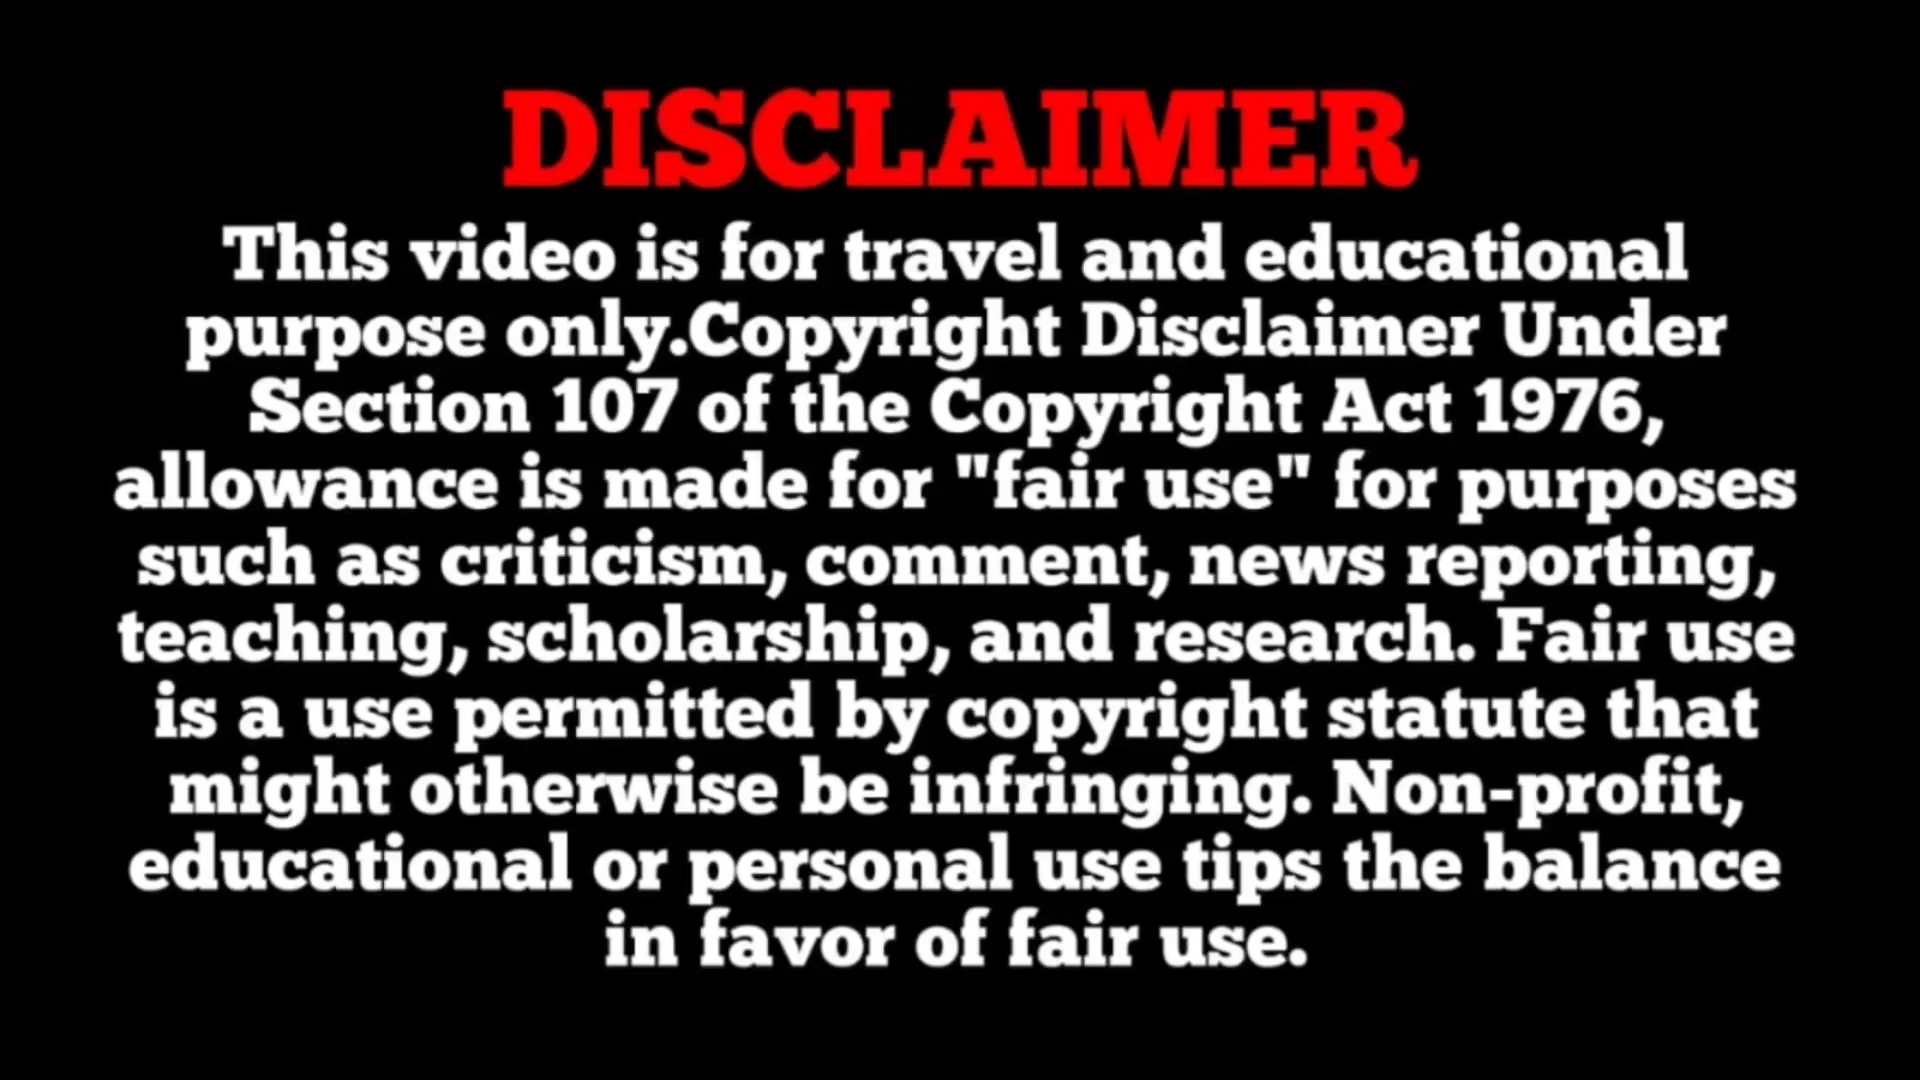 DISCLAIMER
This video is for travel and educational
purpose only.Copyright Disclaimer Under
Section 107 of the Copyright Act 1976,
allowance is made for "fair use" for purposes
such as criticism, comment, news reporting,
teaching, scholarship, and research. Fair use
is a use permitted by copyright statute that
might otherwise be infringing. Non-profit,
educational or personal use tips the balance
in favor of fair use.